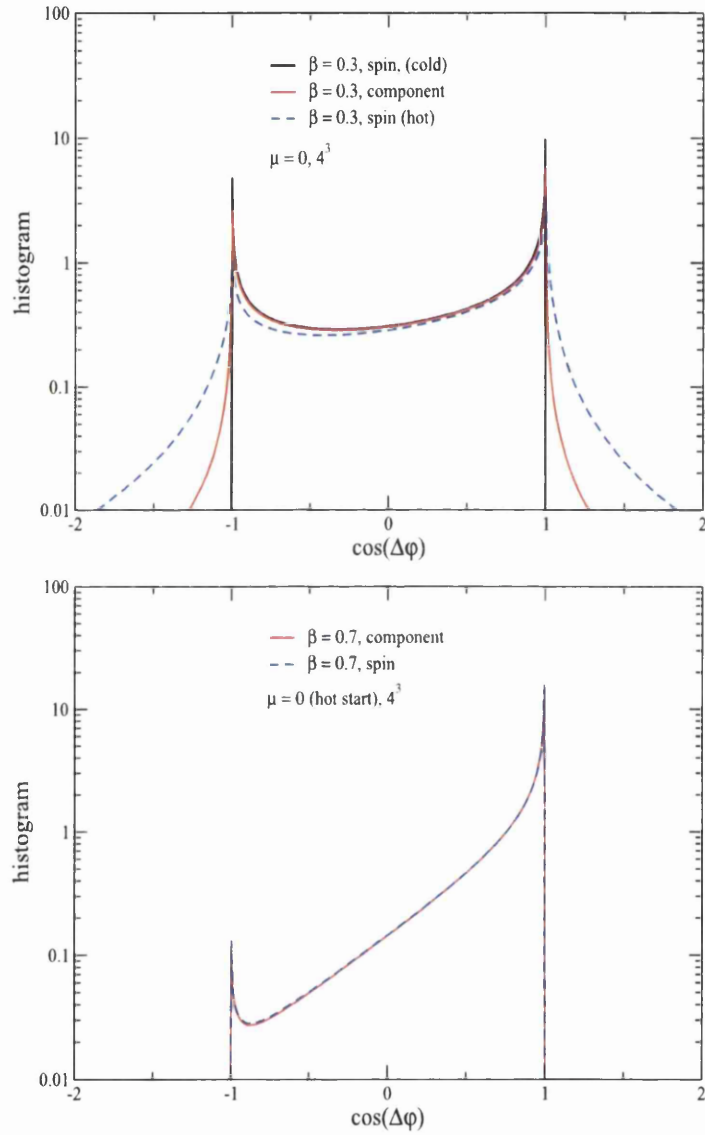 100
10
1
0.1
0.01
histogram
β = 0.3, spin, (cold)
β = 0.3, component
β = 0.3, spin (hot)
μ = 0, 4³
-2
-1
0
1
2
cos(Δφ)
100
10
1
0.1
0.01
histogram
β = 0.7, component
β = 0.7, spin
μ = 0 (hot start), 4³
-2
-1
0
1
2
cos(Δφ)